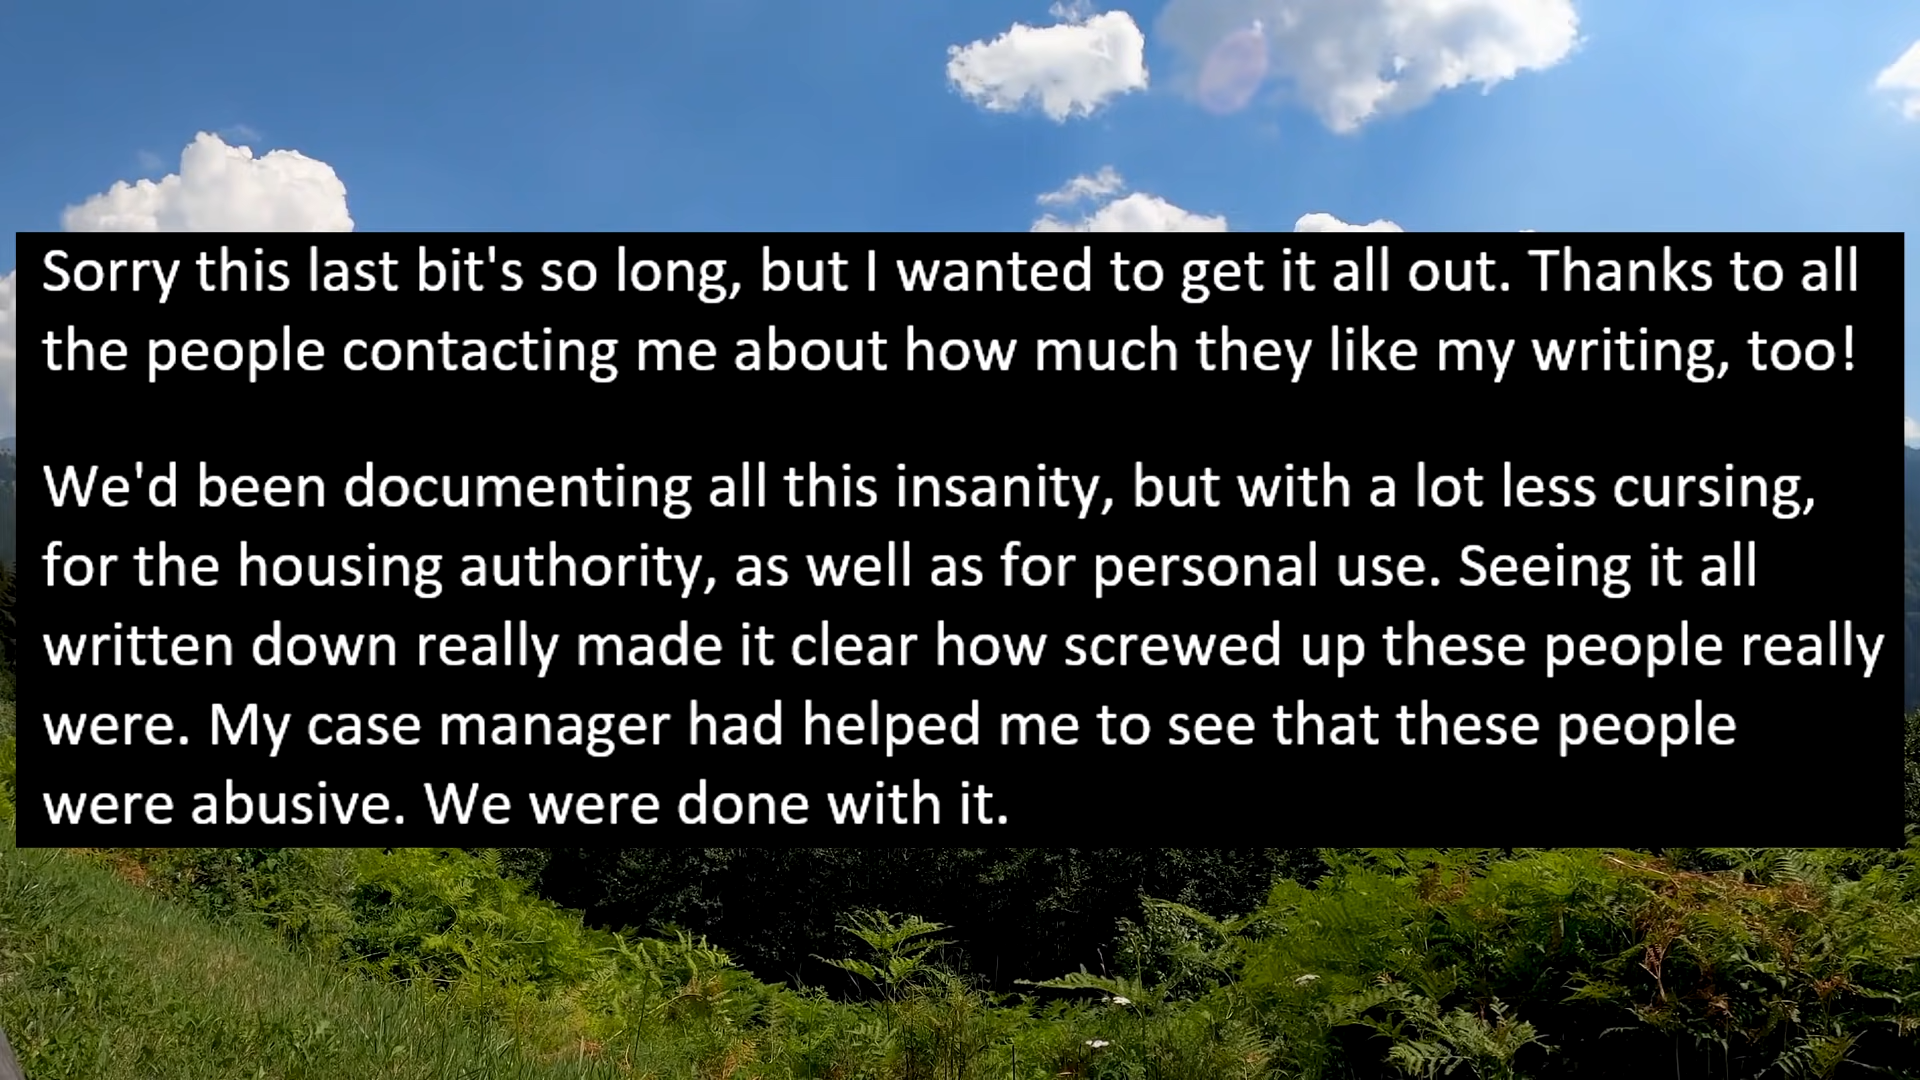 Sorry this last bit's so long, but I wanted to get it all out. Thanks to all
the people contacting me about how much they like my writing, too!
We'd been documenting all this insanity, but with a lot less cursing,
for the housing authority, as well as for personal use. Seeing it all
written down really made it clear how screwed up these people really
were. My case manager had helped me to see that these people
were abusive. We were done with it.